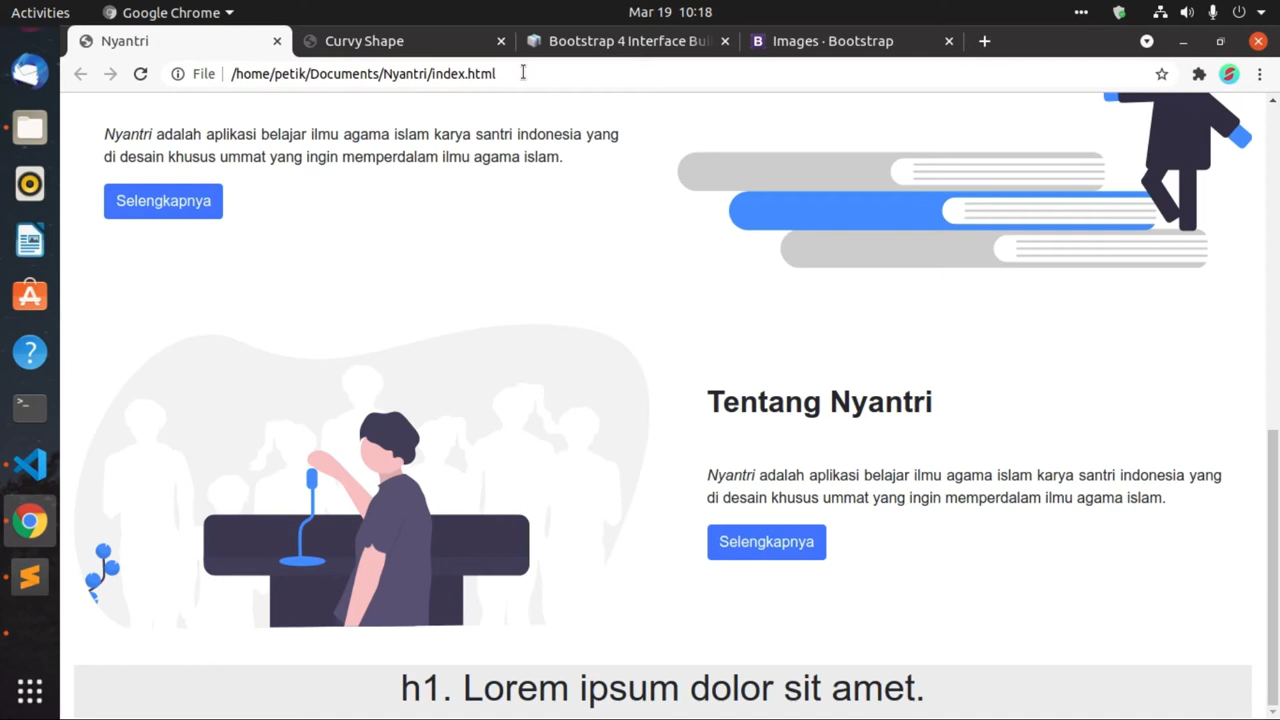 Activities
Google Chrome
Mar 19 10:18
Nyantri
Curvy Shape
Bootstrap 4 Interface Bui
Images · Bootstrap
File
/home/petik/Documents/Nyantri/index.html
Nyantri adalah aplikasi belajar ilmu agama islam karya santri indonesia yang
di desain khusus ummat yang ingin memperdalam ilmu agama islam.
Selengkapnya
Tentang Nyantri
Nyantri adalah aplikasi belajar ilmu agama islam karya santri indonesia yang
di desain khusus ummat yang ingin memperdalam ilmu agama islam.
Selengkapnya
h1. Lorem ipsum dolor sit amet.